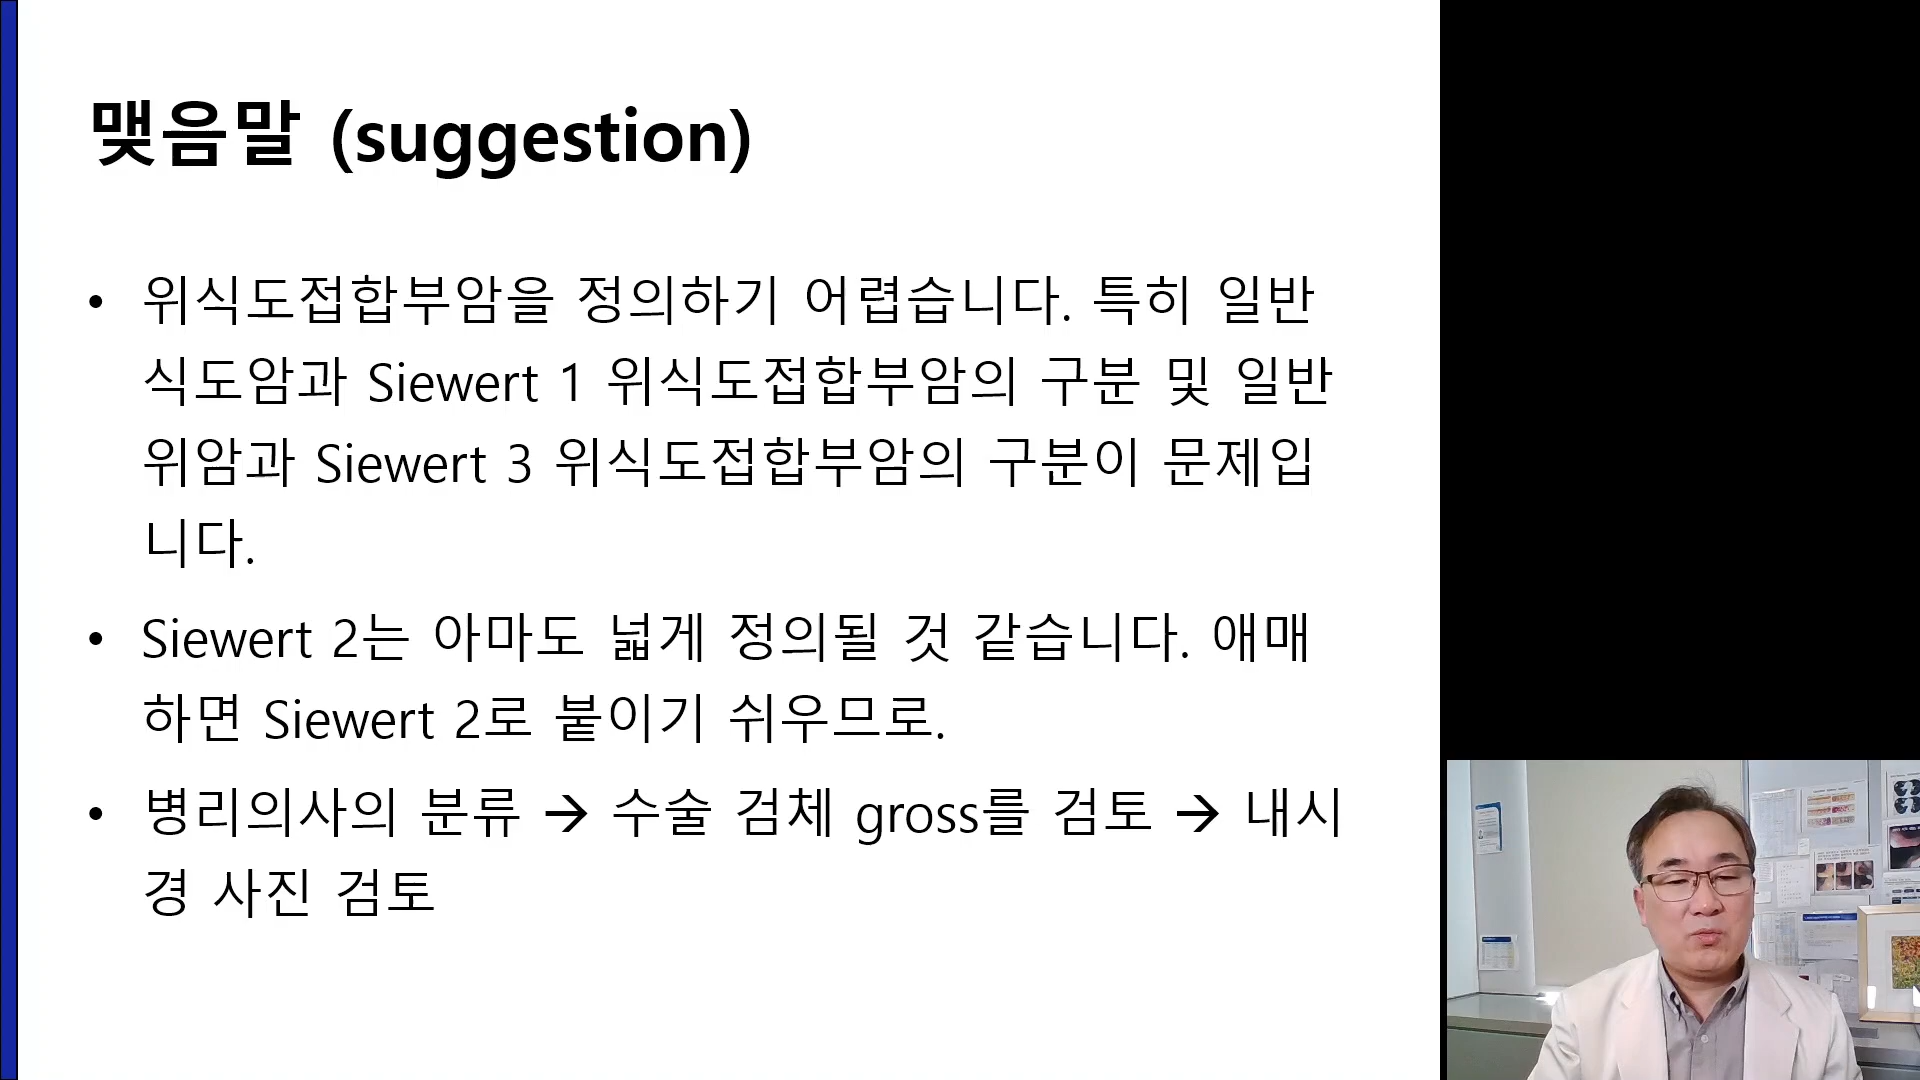 맺음말 (suggestion)
• 위식도접합부암을 정의하기 어렵습니다. 특히 일반
식도암과 Siewert 1 위식도접합부암의 구분 및 일반
위암과 Siewert 3 위식도접합부암의 구분이 문제입
니다.
• Siewert 2는 아마도 넓게 정의될 것 같습니다. 애매
하면 Siewert 2로 붙이기 쉬우므로.
• 병리의사의 분류 → 수술 검체 gross를 검토 → 내시
경 사진 검토